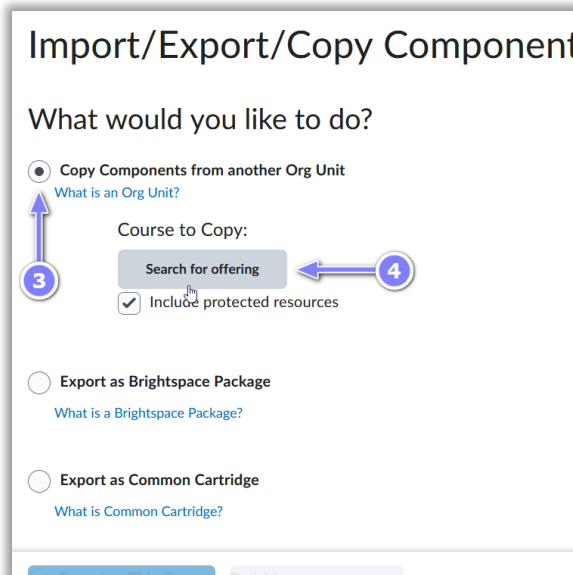 Import/Export/Copy Component
What would you like to do?
Copy Components from another Org Unit
What is an Org Unit?
Course to Copy:
3
Search for offering
4
Include protected resources
Export as Brightspace Package
What is a Brightspace Package?
Export as Common Cartridge
What is Common Cartridge?